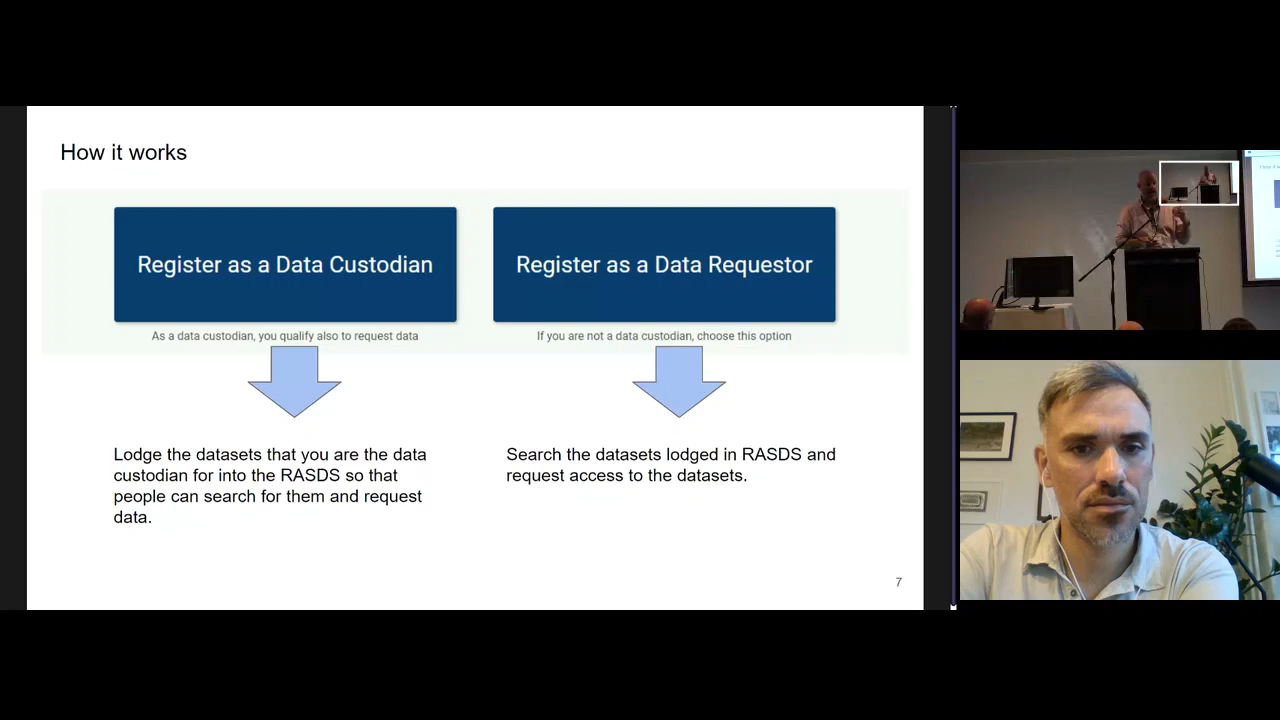 How it works
Register as a Data Custodian
As a data custodian, you qualify also to request data
Register as a Data Requestor
If you are not a data custodian, choose this option
Lodge the datasets that you are the data
custodian for into the RASDS so that
people can search for them and request
data.
Search the datasets lodged in RASDS and
request access to the datasets.
7